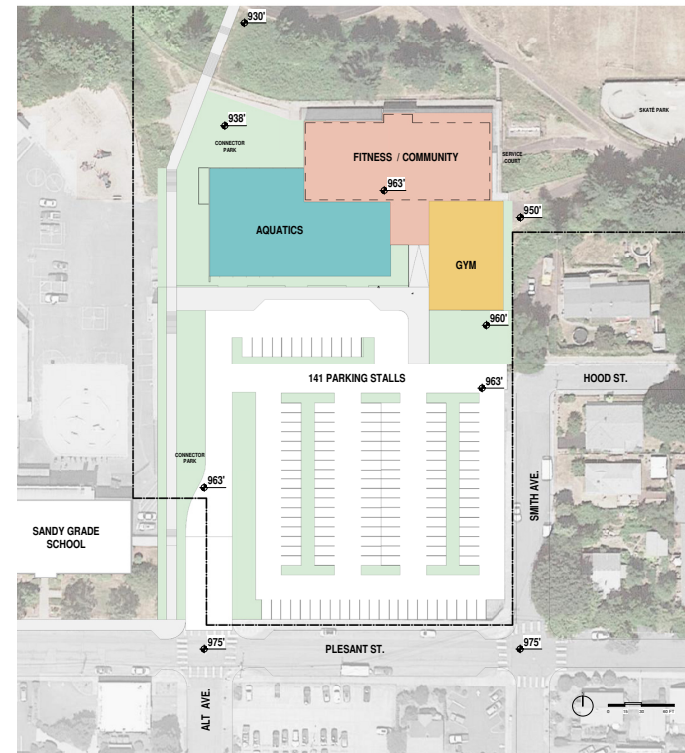 930'
SKATE PARK
938'
CONNECTOR
PARK
FITNESS / COMMUNITY
SERVICE
COURT
963'
950'
AQUATICS
GYM
960'
141 PARKING STALLS
963'
HOOD ST.
CONNECTOR
PARK
963'
SMITH AVE.
SANDY GRADE
SCHOOL
975'
PLESANT ST.
975'
ALT AVE.